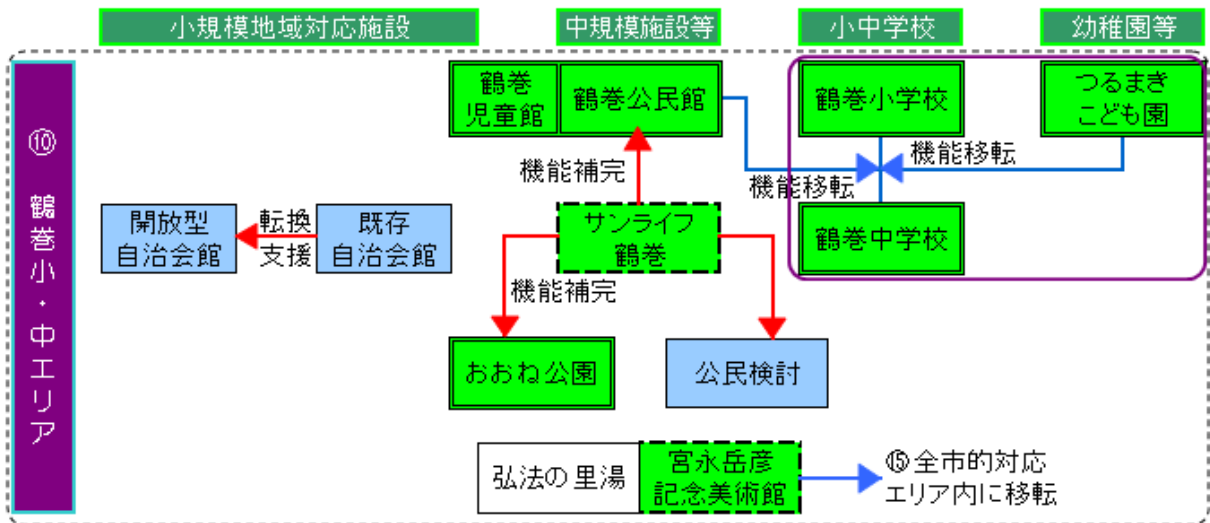 小規模地域対応施設
中規模施設等
小中学校
幼稚園等
⑩ 鶴巻小・中エリア
鶴巻
児童館
鶴巻公民館
鶴巻小学校
つるまき
こども園
機能移転
機能補完
機能移転
開放型
自治会館
転換
支援
既存
自治会館
サンライフ
鶴巻
鶴巻中学校
機能補完
おおね公園
公民検討
弘法の里湯
宮永岳彦
記念美術館
⑮全市的対応
エリア内に移転